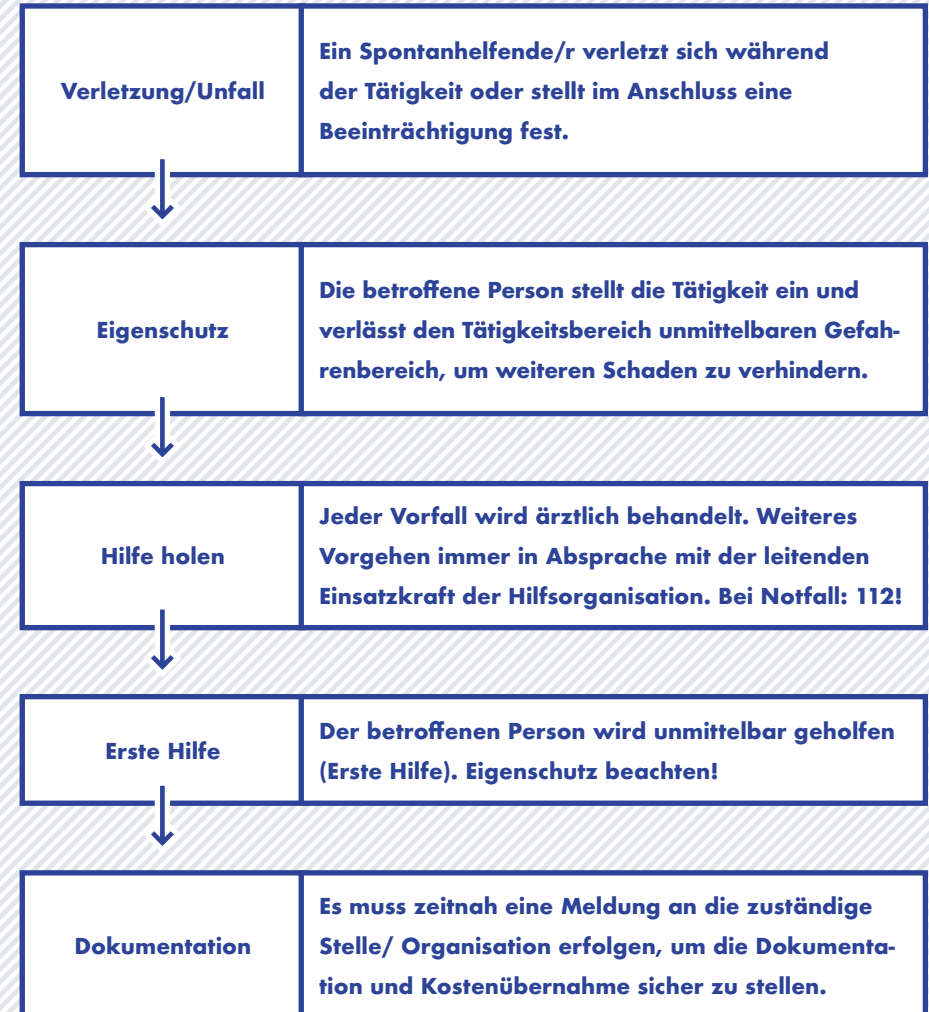 Verletzung/Unfall
Ein Spontanhelfende/r verletzt sich während
der Tätigkeit oder stellt im Anschluss eine
Beeinträchtigung fest.
Eigenschutz
Die betroffene Person stellt die Tätigkeit ein und
verlässt den Tätigkeitsbereich unmittelbaren Gefah-
renbereich, um weiteren Schaden zu verhindern.
Hilfe holen
Jeder Vorfall wird ärztlich behandelt. Weiteres
Vorgehen immer in Absprache mit der leitenden
Einsatzkraft der Hilfsorganisation. Bei Notfall: 112!
Erste Hilfe
Der betroffenen Person wird unmittelbar geholfen
(Erste Hilfe). Eigenschutz beachten!
Dokumentation
Es muss zeitnah eine Meldung an die zuständige
Stelle/ Organisation erfolgen, um die Dokumenta-
tion und Kostenübernahme sicher zu stellen.